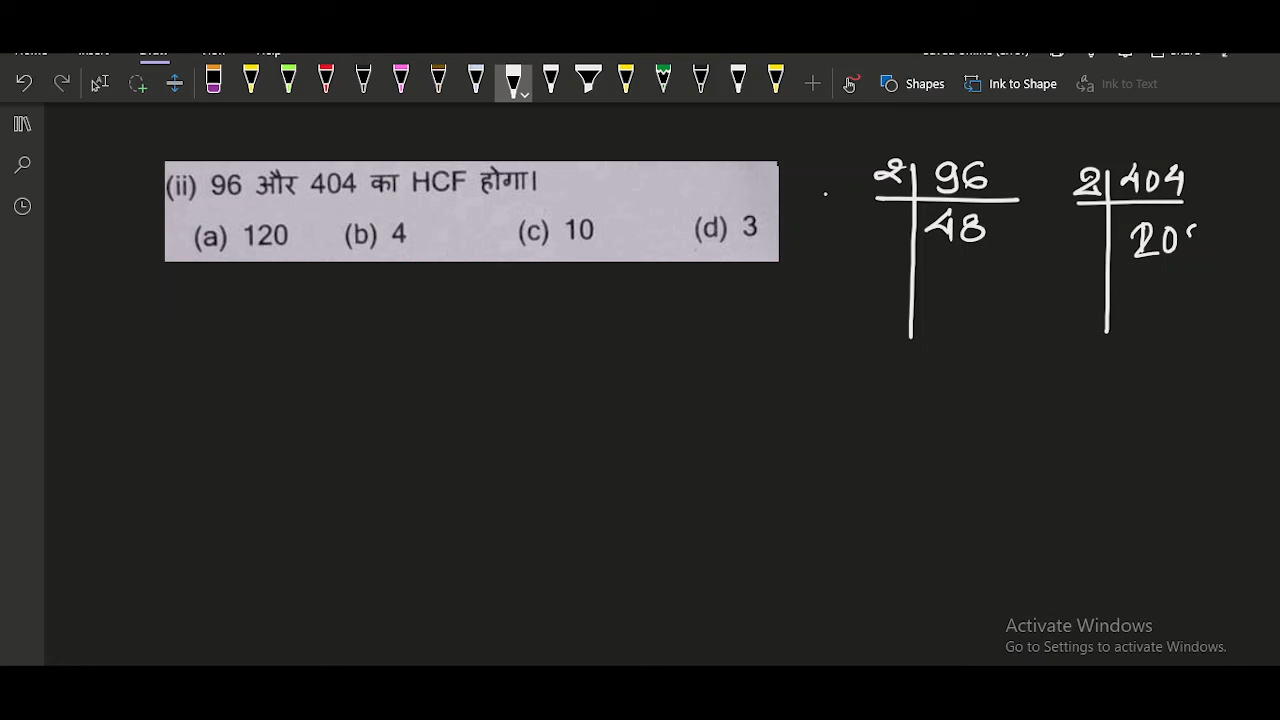 Shapes
Ink to Shape
Ink to Text
(ii) 96 और 404 का HCF होगा।
(a) 120 (b) 4 (c) 10 (d) 3
2 96
48
2 404
20
Activate Windows
Go to Settings to activate Windows.